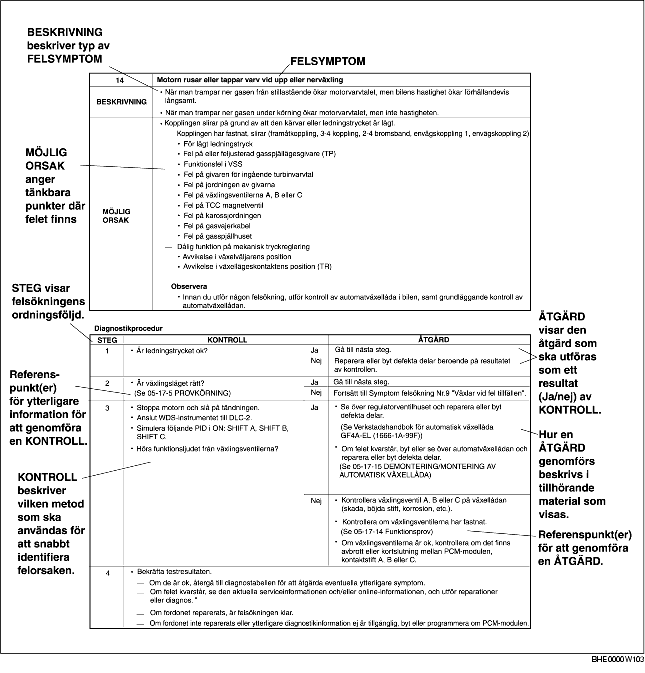 BESKRIVNING
beskriver typ av
FELSYMPTOM
FELSYMPTOM
14 Motorn rusar eller tappar varv vid upp eller nerväxling
BESKRIVNING
• När man trampar ner gasen från stillastående ökar motorvarvtalet, men bilens hastighet ökar förhållandevis
långsamt.
• När man trampar ner gasen under körning ökar motorvarvtalet, men inte hastigheten.
MÖJLIG
ORSAK
anger
tänkbara
punkter där
felet finns
MÖJLIG
ORSAK
• Kopplingen slirar på grund av att den kärvar eller ledningstrycket är lågt.
Kopplingen har fastnat, slirar (framåtkoppling, 3-4 koppling, 2-4 bromsband, envägskoppling 1, envägskoppling 2)
• För lågt ledningstryck
• Fel på eller feljusterad gasspjällägesgivare (TP)
• Funktionsfel i VSS
• Fel på givaren för ingående turbinvarvtal
• Fel på jordningen av givarna
• Fel på växlingsventilerna A, B eller C
• Fel på TCC magnetventil
• Fel på karossjordningen
• Fel på gasvajerkabel
• Fel på gasspjällhuset
— Dålig funktion på mekanisk tryckreglering
• Avvikelse i växelväljarens position
• Avvikelse i växellägeskontaktens position (TR)
Observera
• Innan du utför någon felsökning, utför kontroll av automatväxellåda i bilen, samt grundläggande kontroll av
automatväxellådan.
STEG visar
felsökningens
ordningsföljd.
Diagnostikprocedur
STEG KONTROLL ÅTGÄRD
1 • Är ledningstrycket ok? Ja Gå till nästa steg.
Nej Reparera eller byt defekta delar beroende på resultatet
av kontrollen.
2 • Är växlingsläget rätt? Ja Gå till nästa steg.
(Se 05-17-5 PROVKÖRNING) Nej Fortsätt till Symptom felsökning Nr.9 "Växlar vid fel tillfällen".
3 • Stoppa motorn och slå på tändningen.
• Anslut WDS-instrumentet till DLC-2.
• Simulera följande PID i ON: SHIFT A, SHIFT B,
SHIFT C.
• Hörs funktionsljudet från växlingsventilerna?
Ja • Se över regulatorventilhuset och reparera eller byt
defekta delar.
(Se Verkstadshandbok för automatisk växellåda
GF4A-EL (1666-1A-99F))
• Om felet kvarstår, byt eller se över automatväxellådan och
reparera eller byt defekta delar.
(Se 05-17-15 DEMONTERING/MONTERING AV
AUTOMATISK VÄXELLÅDA)
Nej • Kontrollera växlingsventil A, B eller C på växellådan
(skada, böjda stift, korrosion, etc.).
• Kontrollera om växlingsventilerna har fastnat.
(Se 05-17-14 Funktionsprov)
• Om växlingsventilerna är ok, kontrollera om det finns
avbrott eller kortslutning mellan PCM-modulen,
kontaktstift A, B eller C.
4 • Bekräfta testresultaten.
— Om de är ok, återgå till diagnostabellen för att åtgärda eventuella ytterligare symptom.
— Om felet kvarstår, se den aktuella serviceinformationen och/eller online-informationen, och utför reparationer
eller diagnos."
— Om fordonet reparerats, är felsökningen klar.
— Om fordonet inte reparerats eller ytterligare diagnostikinformation ej är tillgänglig, byt eller programmera om PCM-modulen.
Referens-
punkt(er)
för ytterligare
information för
att genomföra
en KONTROLL.
KONTROLL
beskriver
vilken metod
som ska
användas för
att snabbt
identifiera
felorsaken.
ÅTGÄRD
visar den
åtgärd som
ska utföras
som ett
resultat
(Ja/nej) av
KONTROLL.
Hur en
ÅTGÄRD
genomförs
beskrivs i
tillhörande
material som
visas.
Referenspunkt(er)
för att genomföra
en ÅTGÄRD.
BHE0000W103